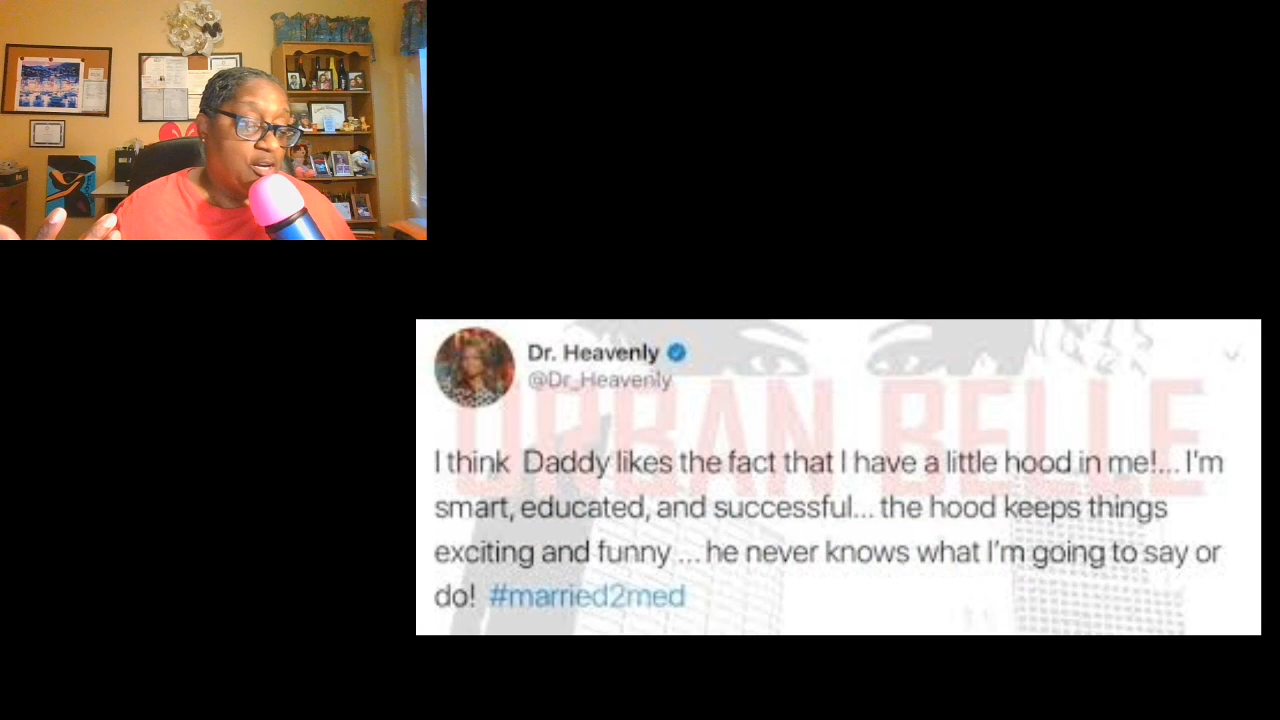 Dr. Heavenly
@Dr_Heavenly
URBAN BELLE
I think Daddy likes the fact that I have a little hood in me!... I'm
smart, educated, and successful... the hood keeps things
exciting and funny ... he never knows what I'm going to say or
do! #married2med